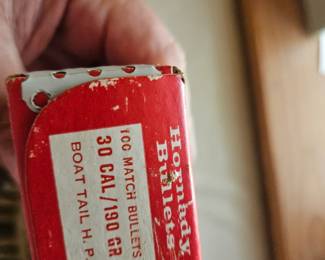 Hornady
Bullets
100 MATCH BULLETS
30 CAL/190 GR
BOAT TAIL H.P.